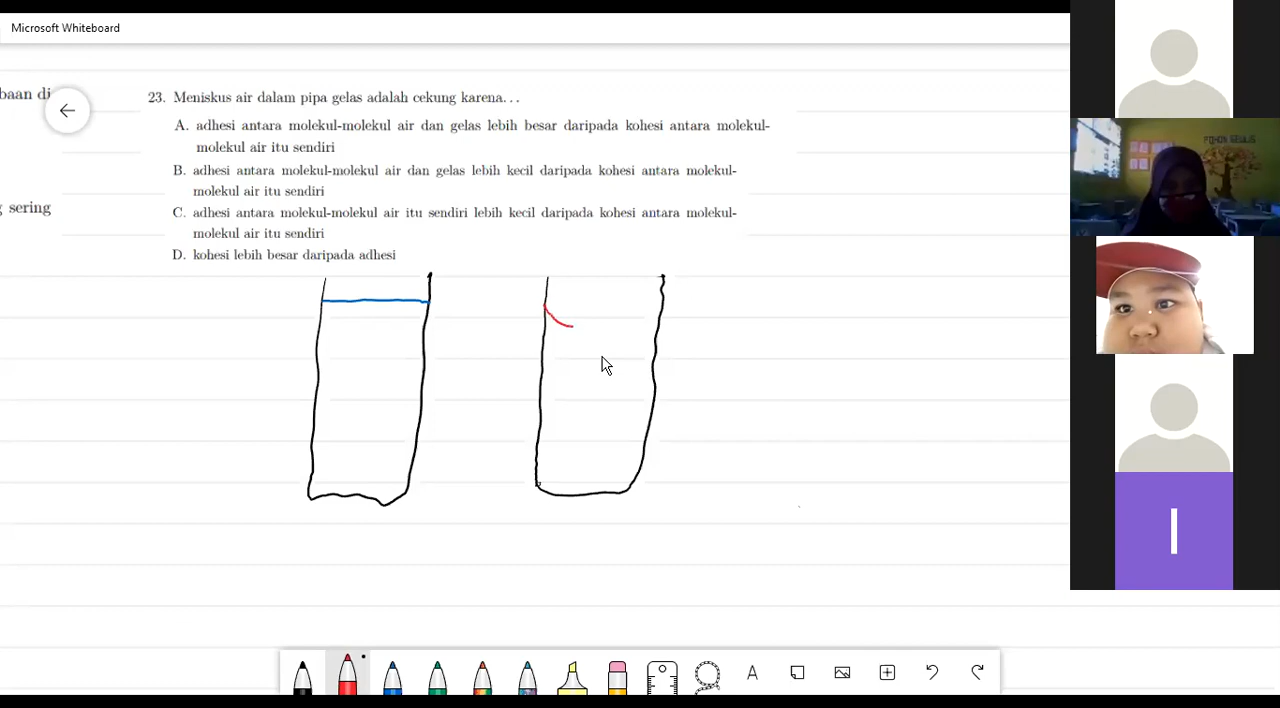 Microsoft Whiteboard
baan di
23. Meniskus air dalam pipa gelas adalah cekung karena...
A. adhesi antara molekul-molekul air dan gelas lebih besar daripada kohesi antara molekul-
molekul air itu sendiri
B. adhesi antara molekul-molekul air dan gelas lebih kecil daripada kohesi antara molekul-
molekul air itu sendiri
g sering
C. adhesi antara molekul-molekul air itu sendiri lebih kecil daripada kohesi antara molekul-
molekul air itu sendiri
D. kohesi lebih besar daripada adhesi
I
A